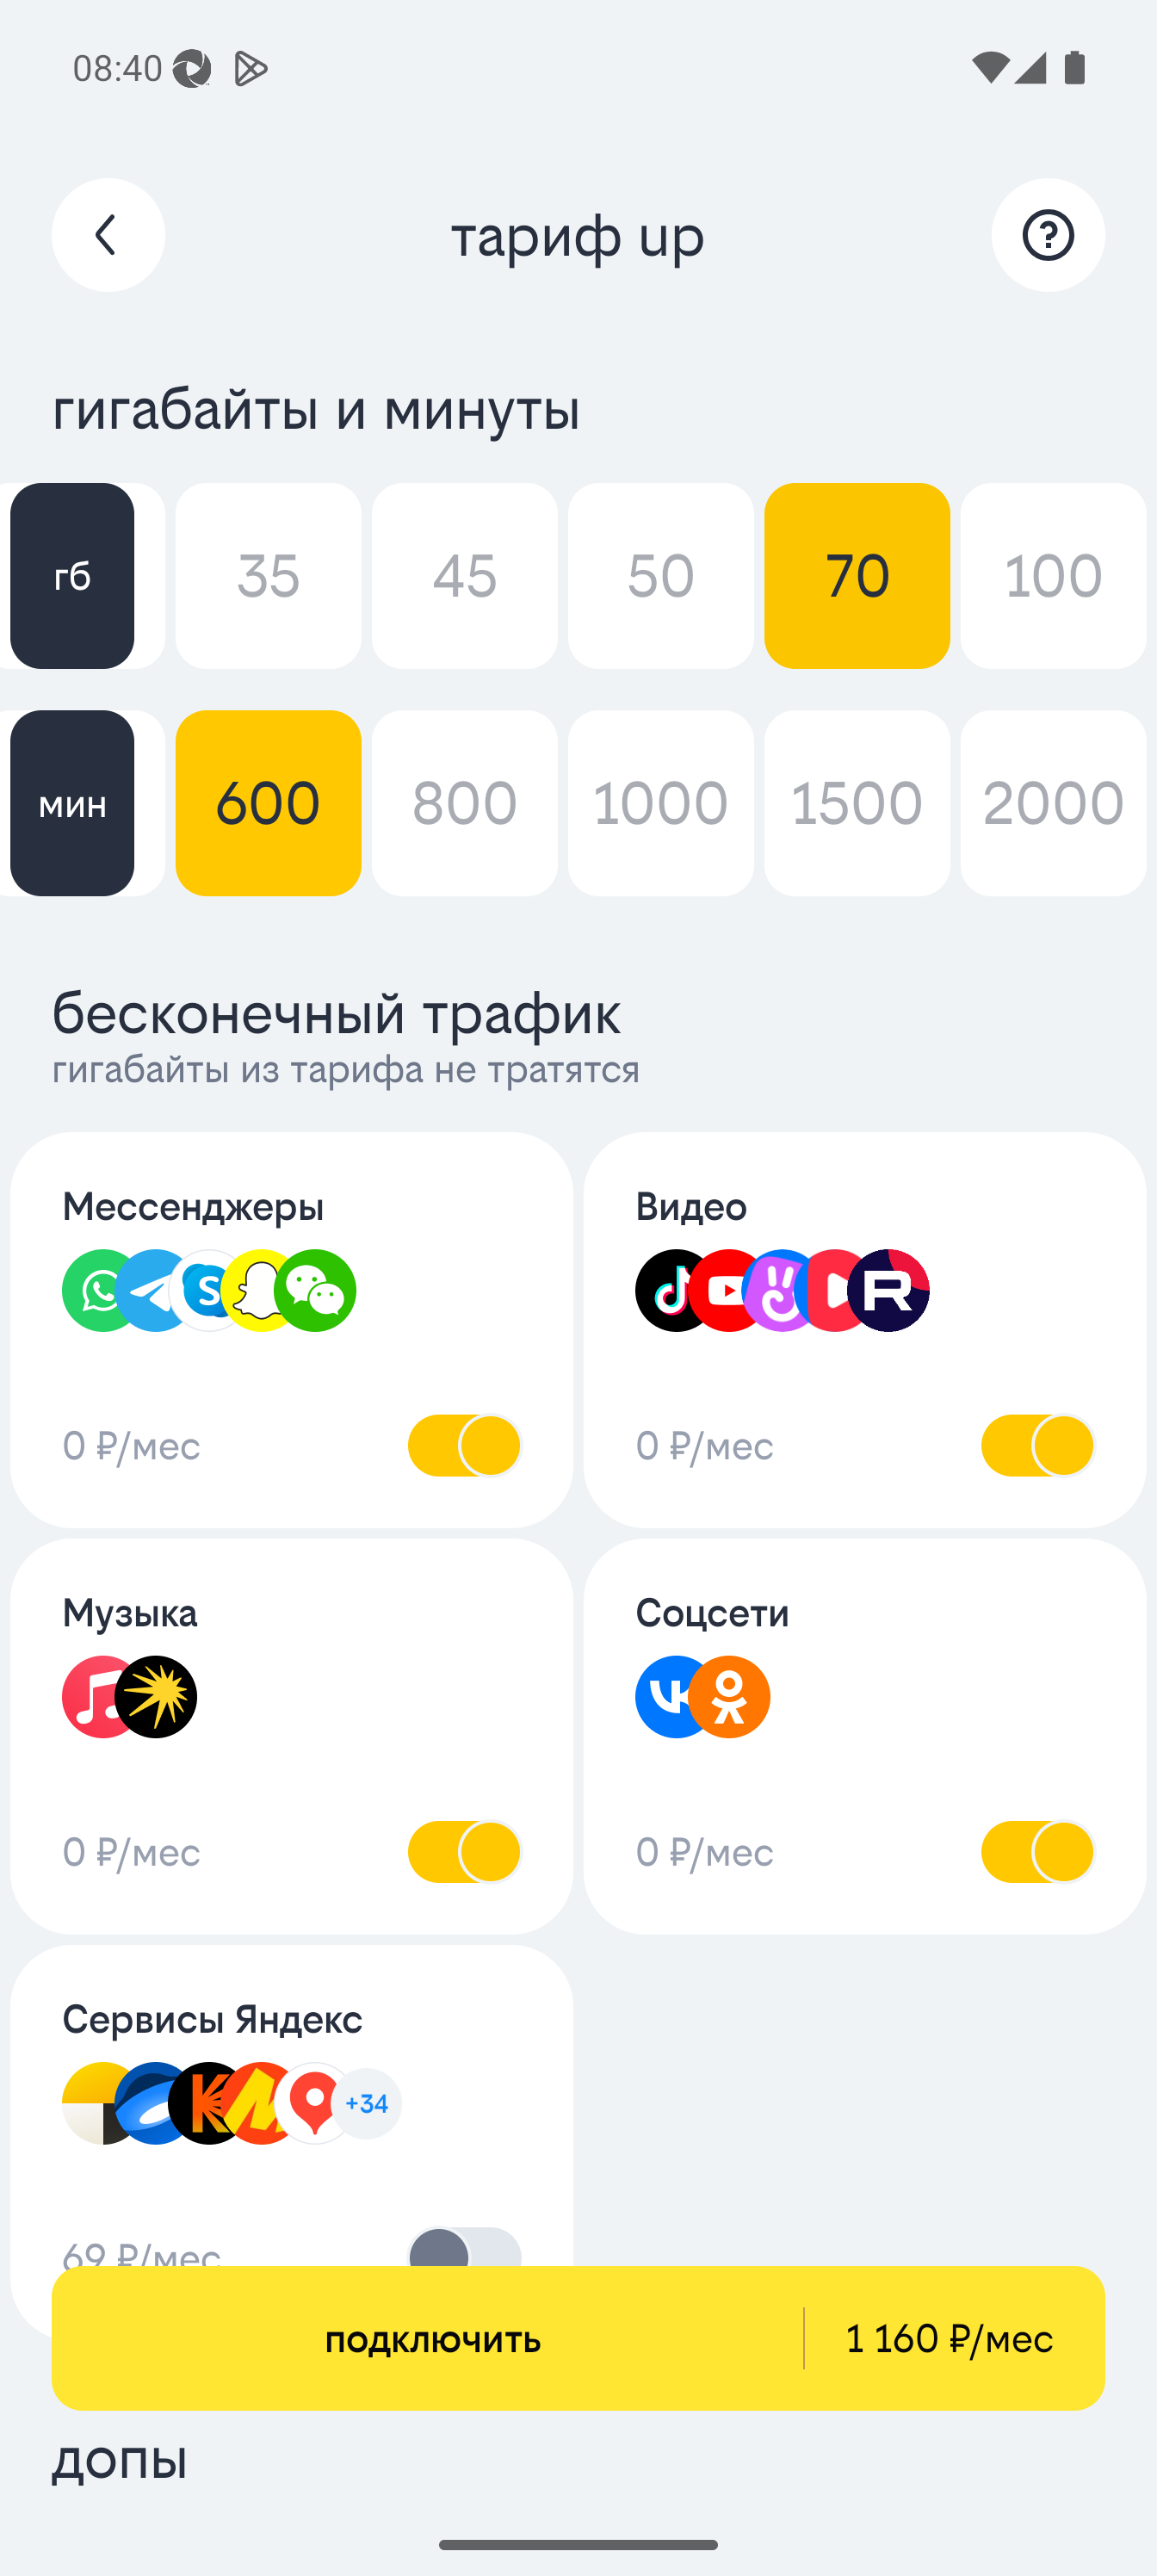 08:40
тариф up
гигабайты и минуты
гб 35 45 50 70 100
мин 600 800 1000 1500 2000
бесконечный трафик
гигабайты из тарифа не тратятся
Мессенджеры Видео
0 ₽/мес 0 ₽/мес
Музыка Соцсети
0 ₽/мес 0 ₽/мес
Сервисы Яндекс
+34
69 ₽/мес
подключить 1 160 ₽/мес
допы